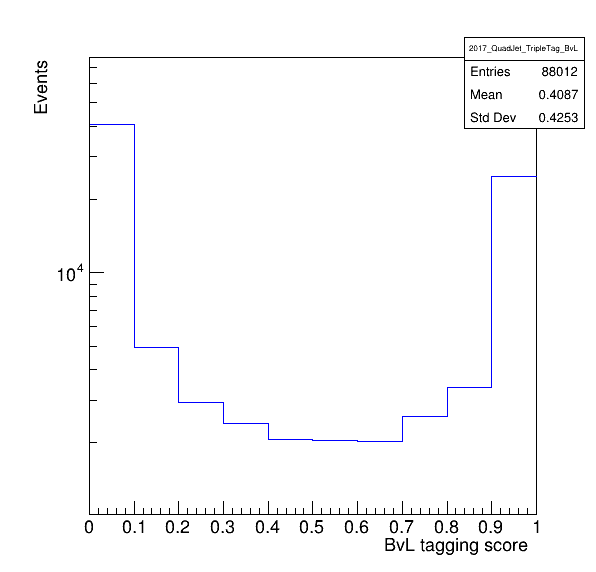 2017_QuadJet_TripleTag_BvL
Entries 88012
Mean 0.4087
Std Dev 0.4253
Events
10^4
0 0.1 0.2 0.3 0.4 0.5 0.6 0.7 0.8 0.9 1
BvL tagging score